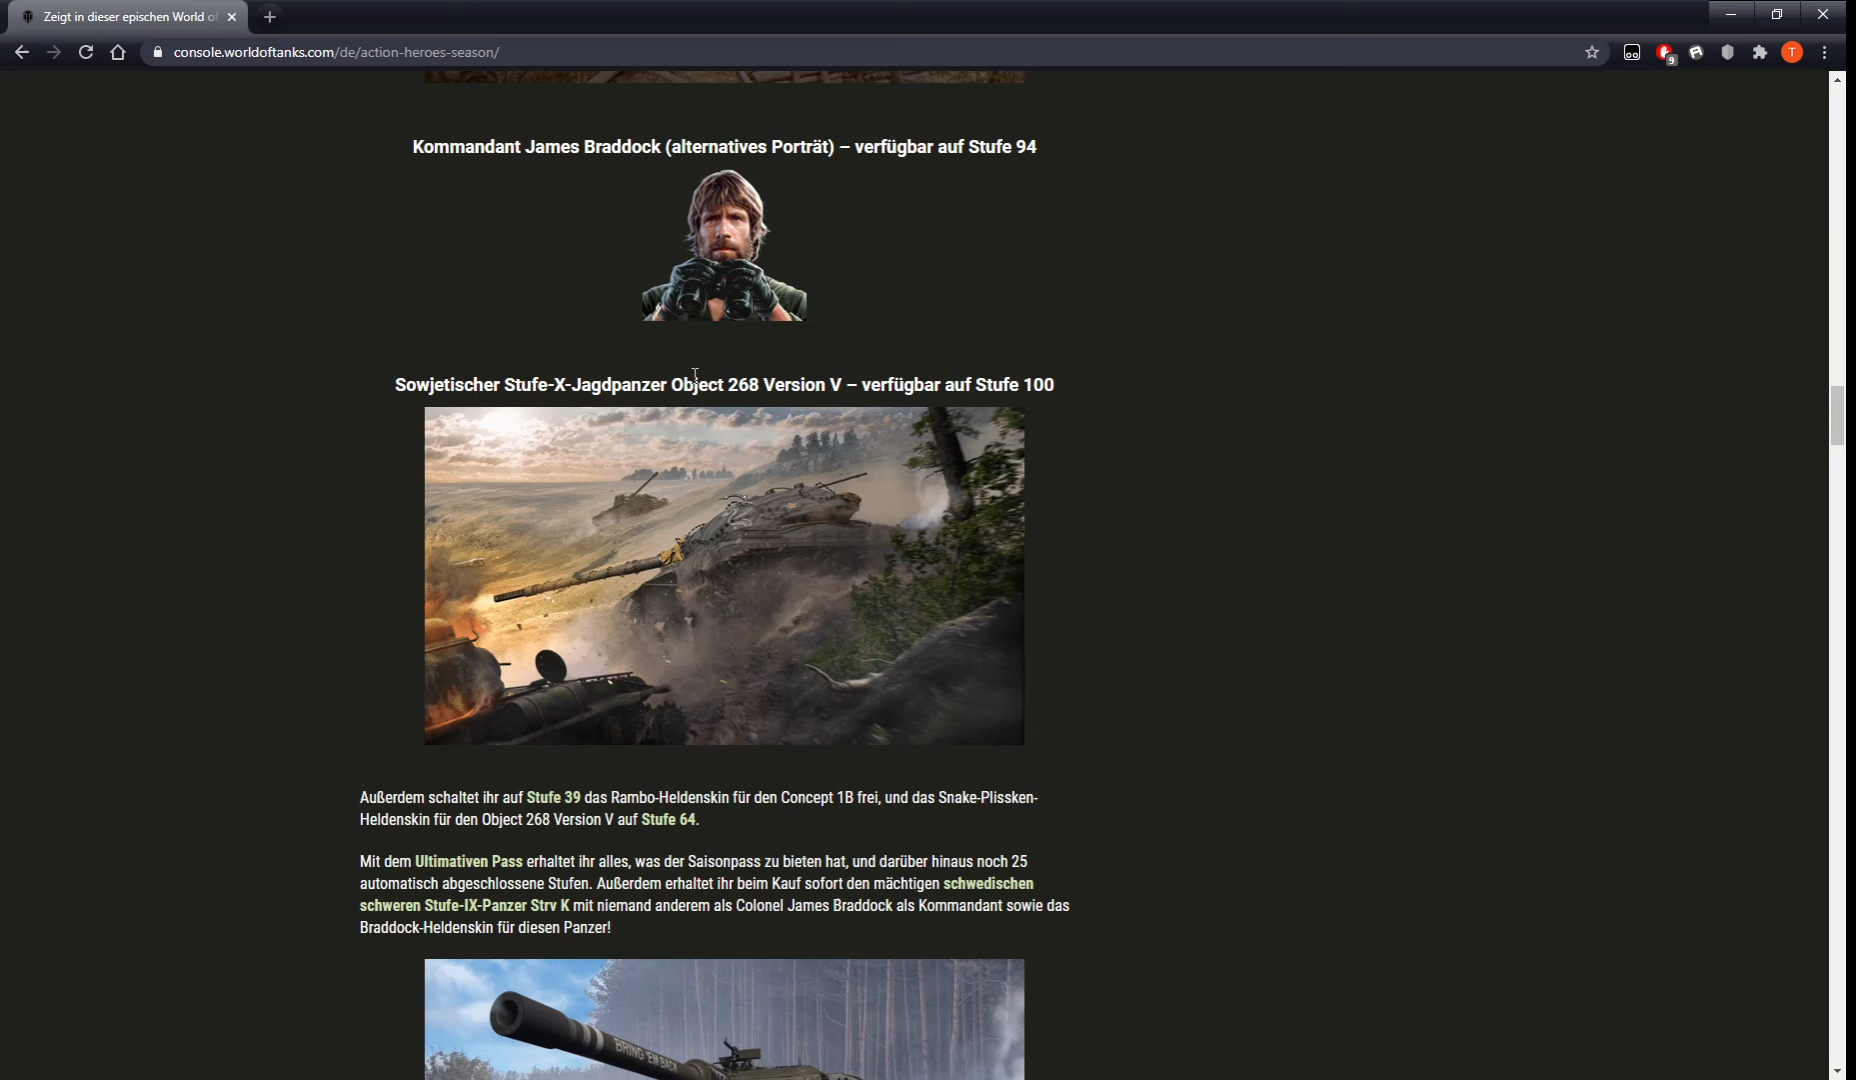 Zeigt in dieser epischen World of
console.worldoftanks.com/de/action-heroes-season/
9
T
Kommandant James Braddock (alternatives Porträt) – verfügbar auf Stufe 94
Sowjetischer Stufe-X-Jagdpanzer Object 268 Version V – verfügbar auf Stufe 100
Außerdem schaltet ihr auf Stufe 39 das Rambo-Heldenskin für den Concept 1B frei, und das Snake-Plissken-
Heldenskin für den Object 268 Version V auf Stufe 64.
Mit dem Ultimativen Pass erhaltet ihr alles, was der Saisonpass zu bieten hat, und darüber hinaus noch 25
automatisch abgeschlossene Stufen. Außerdem erhaltet ihr beim Kauf sofort den mächtigen schwedischen
schweren Stufe-IX-Panzer Strv K mit niemand anderem als Colonel James Braddock als Kommandant sowie das
Braddock-Heldenskin für diesen Panzer!
BRING 'EM BACK